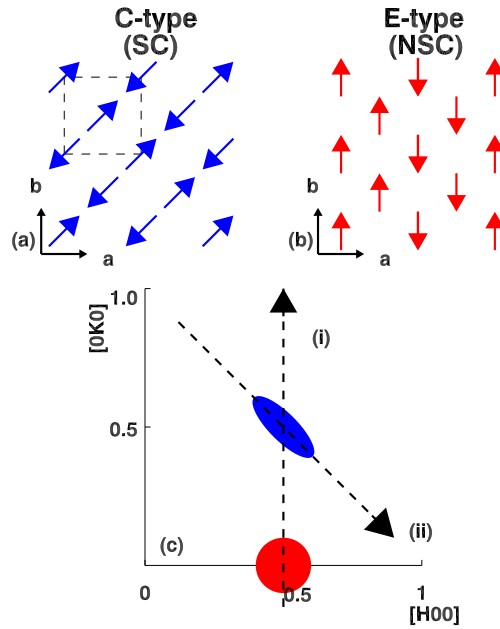 C-type
(SC)
E-type
(NSC)
b
(a)
a
b
(b)
a
[0K0]
1.0
0.5
(i)
(ii)
(c)
0
0.5
1
[H00]